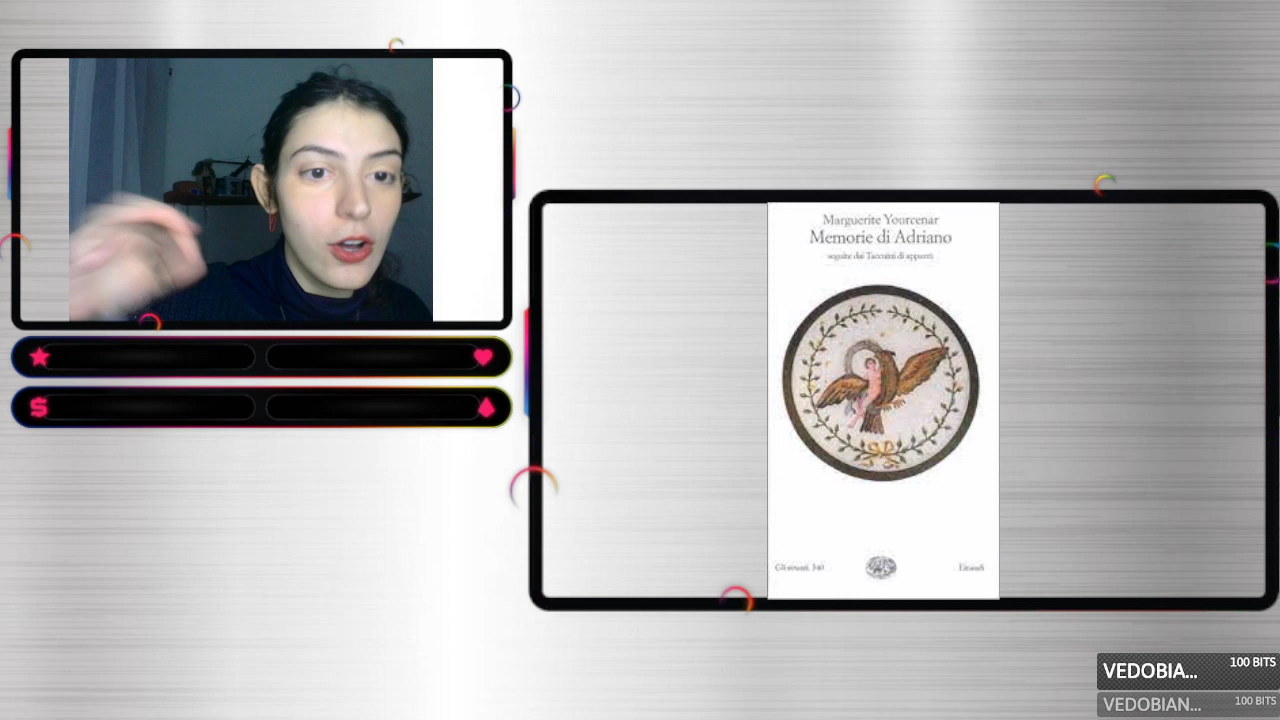 Marguerite Yourcenar
Memorie di Adriano
seguite dai Taccuini di appunti
Gli struzzi, 340
Einaudi
100 BITS
VEDOBIA...
100 BITS
VEDOBIAN...